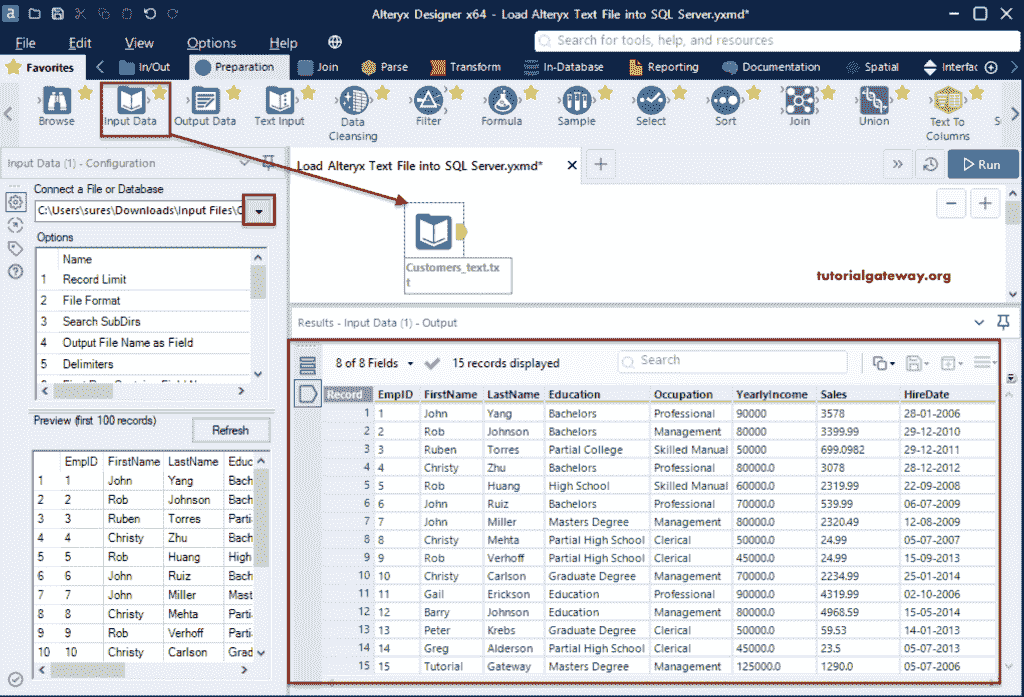 a
Alteryx Designer x64 - Load Alteryx Text File into SQL Server.yxmd*
File Edit View Options Help
Search for tools, help, and resources
Favorites In/Out Preparation Join Parse Transform In-Database Reporting Documentation Spatial Interfac
Browse Input Data Output Data Text Input Data Cleansing Filter Formula Sample Select Sort Join Union Text To Columns S
Input Data (1) - Configuration
Load Alteryx Text File into SQL Server.yxmd*
Run
Connect a File or Database
C:\Users\sures\Downloads\Input Files\C
Options
Name
1 Record Limit
2 File Format
3 Search SubDirs
4 Output File Name as Field
5 Delimiters
Customers_text.tx
t
tutorialgateway.org
Preview (first 100 records)
Refresh
EmpID FirstName LastName Educ
1 1 John Yang Bach
2 2 Rob Johnson Bach
3 3 Ruben Torres Parti
4 4 Christy Zhu Bach
5 5 Rob Huang High
6 6 John Ruiz Bach
7 7 John Miller Mast
8 8 Christy Mehta Parti
9 9 Rob Verhoff Parti
10 10 Christy Carlson Grad
Results - Input Data (1) - Output
8 of 8 Fields
15 records displayed
Search
Record EmpID FirstName LastName Education Occupation YearlyIncome Sales HireDate
1 1 John Yang Bachelors Professional 90000 3578 28-01-2006
2 2 Rob Johnson Bachelors Management 80000 3399.99 29-12-2010
3 3 Ruben Torres Partial College Skilled Manual 50000 699.0982 29-12-2011
4 4 Christy Zhu Bachelors Professional 80000.0 3078 28-12-2012
5 5 Rob Huang High School Skilled Manual 60000.0 2319.99 22-09-2008
6 6 John Ruiz Bachelors Professional 70000.0 539.99 06-07-2009
7 7 John Miller Masters Degree Management 80000.0 2320.49 12-08-2009
8 8 Christy Mehta Partial High School Clerical 50000.0 24.99 05-07-2007
9 9 Rob Verhoff Partial High School Clerical 45000.0 24.99 15-09-2013
10 10 Christy Carlson Graduate Degree Management 70000.0 2234.99 25-01-2014
11 11 Gail Erickson Education Professional 90000.0 4319.99 02-10-2006
12 12 Barry Johnson Education Management 80000.0 4968.59 15-05-2014
13 13 Peter Krebs Graduate Degree Clerical 50000.0 59.53 14-01-2013
14 14 Greg Alderson Partial High School Clerical 45000.0 23.5 05-07-2013
15 15 Tutorial Gateway Masters Degree Management 125000.0 1290.0 05-07-2006